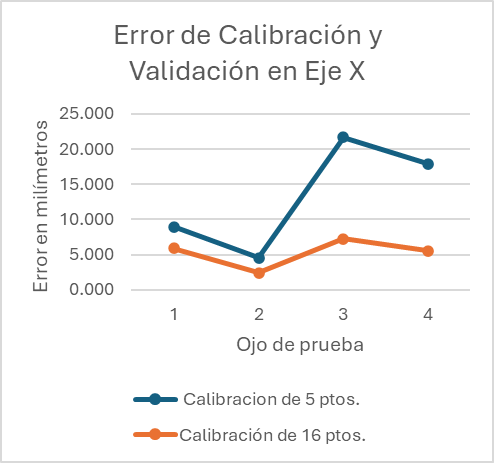 Error de Calibración y
Validación en Eje X
25.000
20.000
15.000
10.000
5.000
0.000
Error en milímetros
1 2 3 4
Ojo de prueba
Calibracion de 5 ptos.
Calibración de 16 ptos.